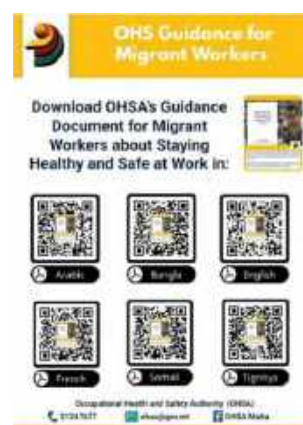 OHS Guidance for
Migrant Workers
Download OHSA's Guidance
Document for Migrant
Workers about Staying
Healthy and Safe at Work in:
Arabic
Bangla
English
French
Somali
Tigrinya
Occupational Health and Safety Authority (OHSA)
OHSA Malta